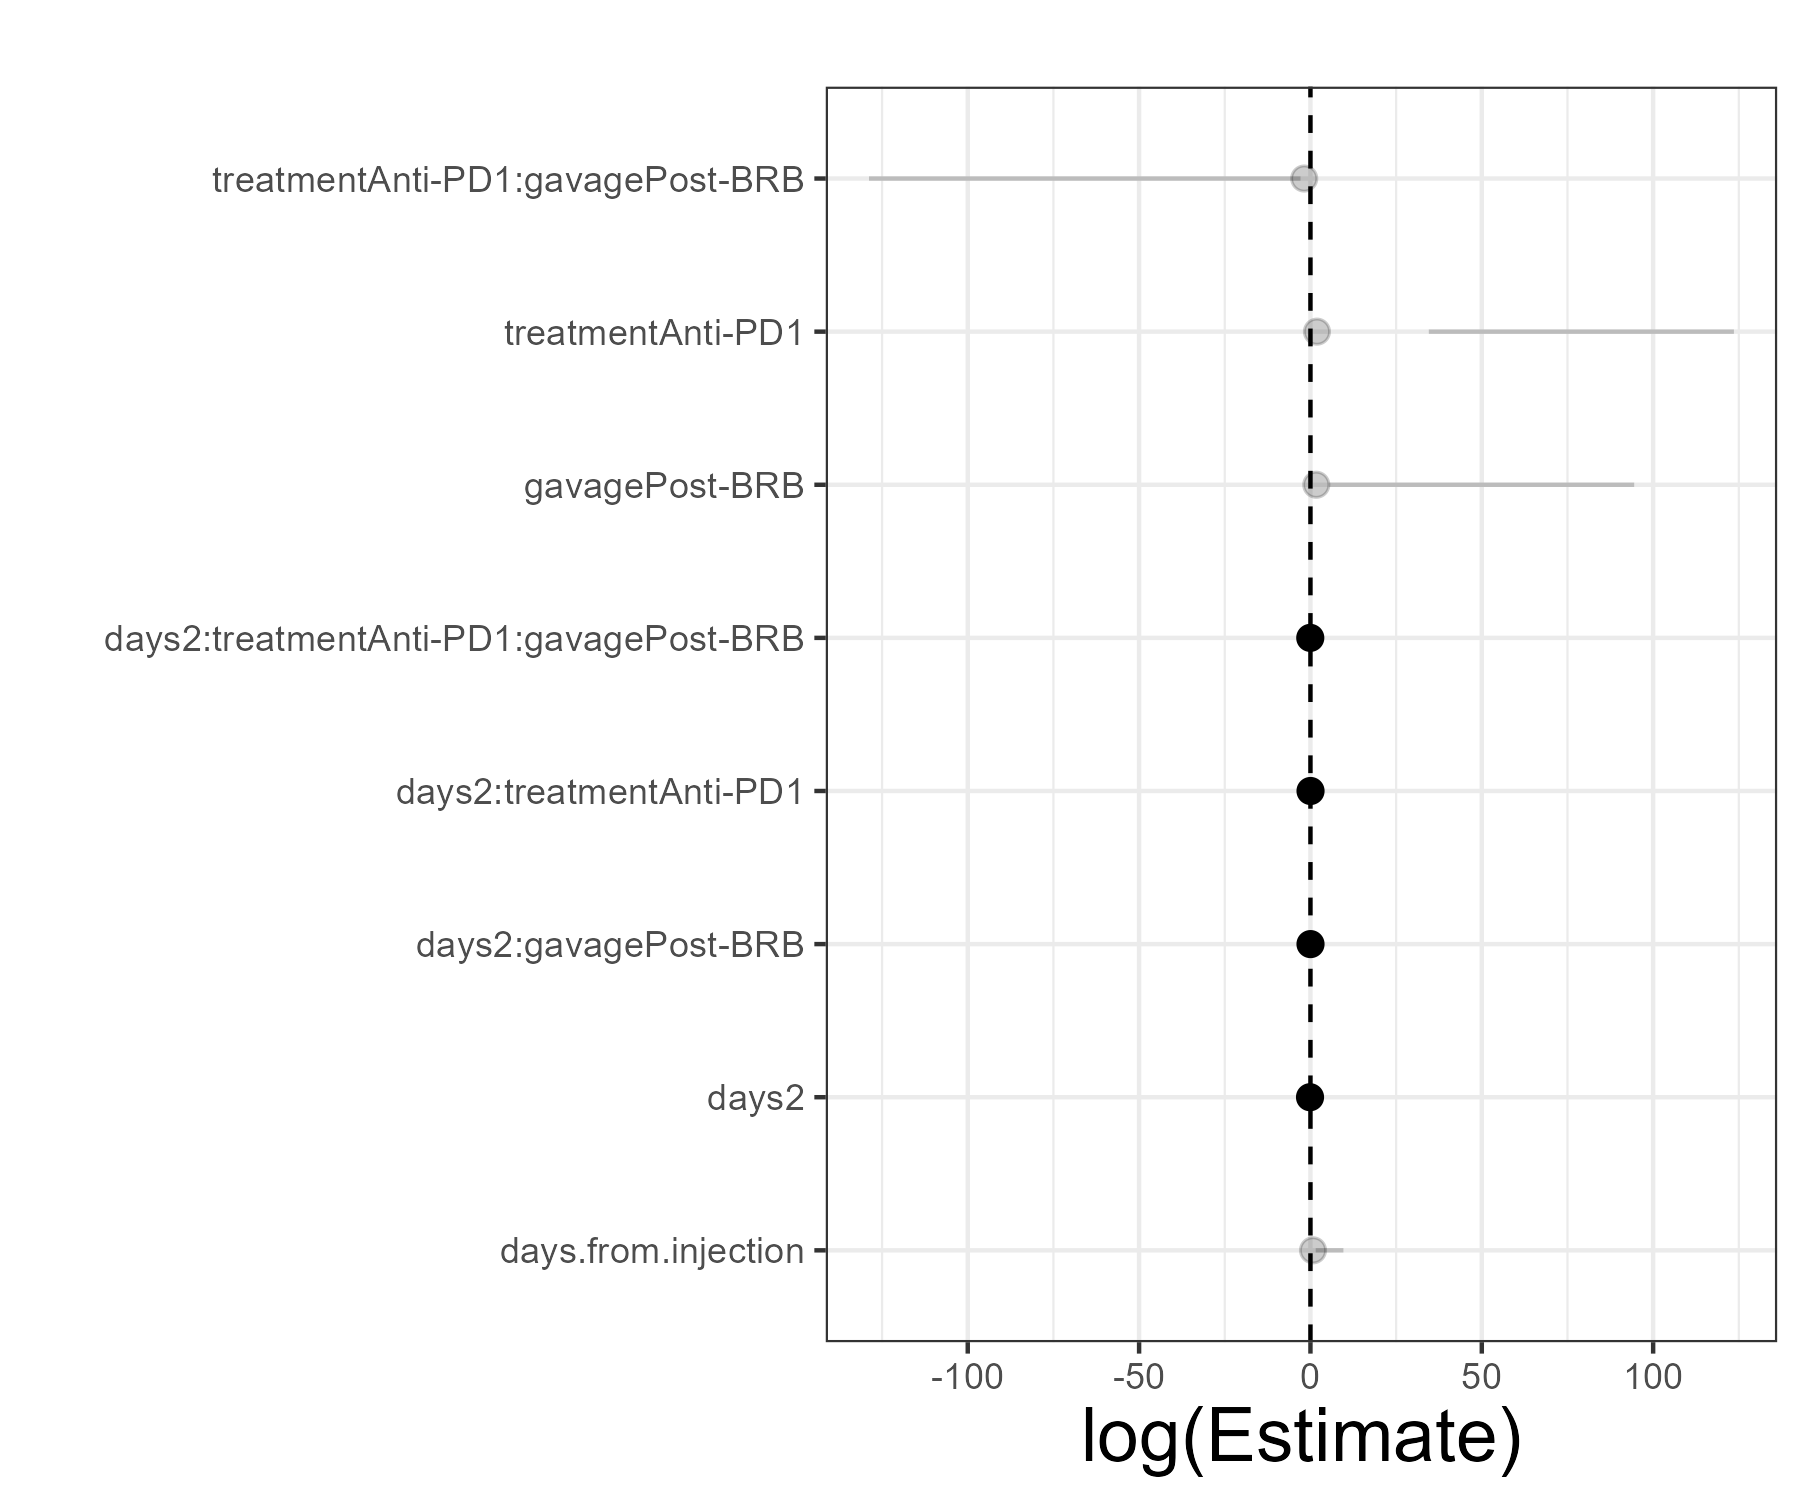 treatmentAnti-PD1:gavagePost-BRB
treatmentAnti-PD1
gavagePost-BRB
days2:treatmentAnti-PD1:gavagePost-BRB
days2:treatmentAnti-PD1
days2:gavagePost-BRB
days2
days.from.injection
-100 -50 0 50 100
log(Estimate)